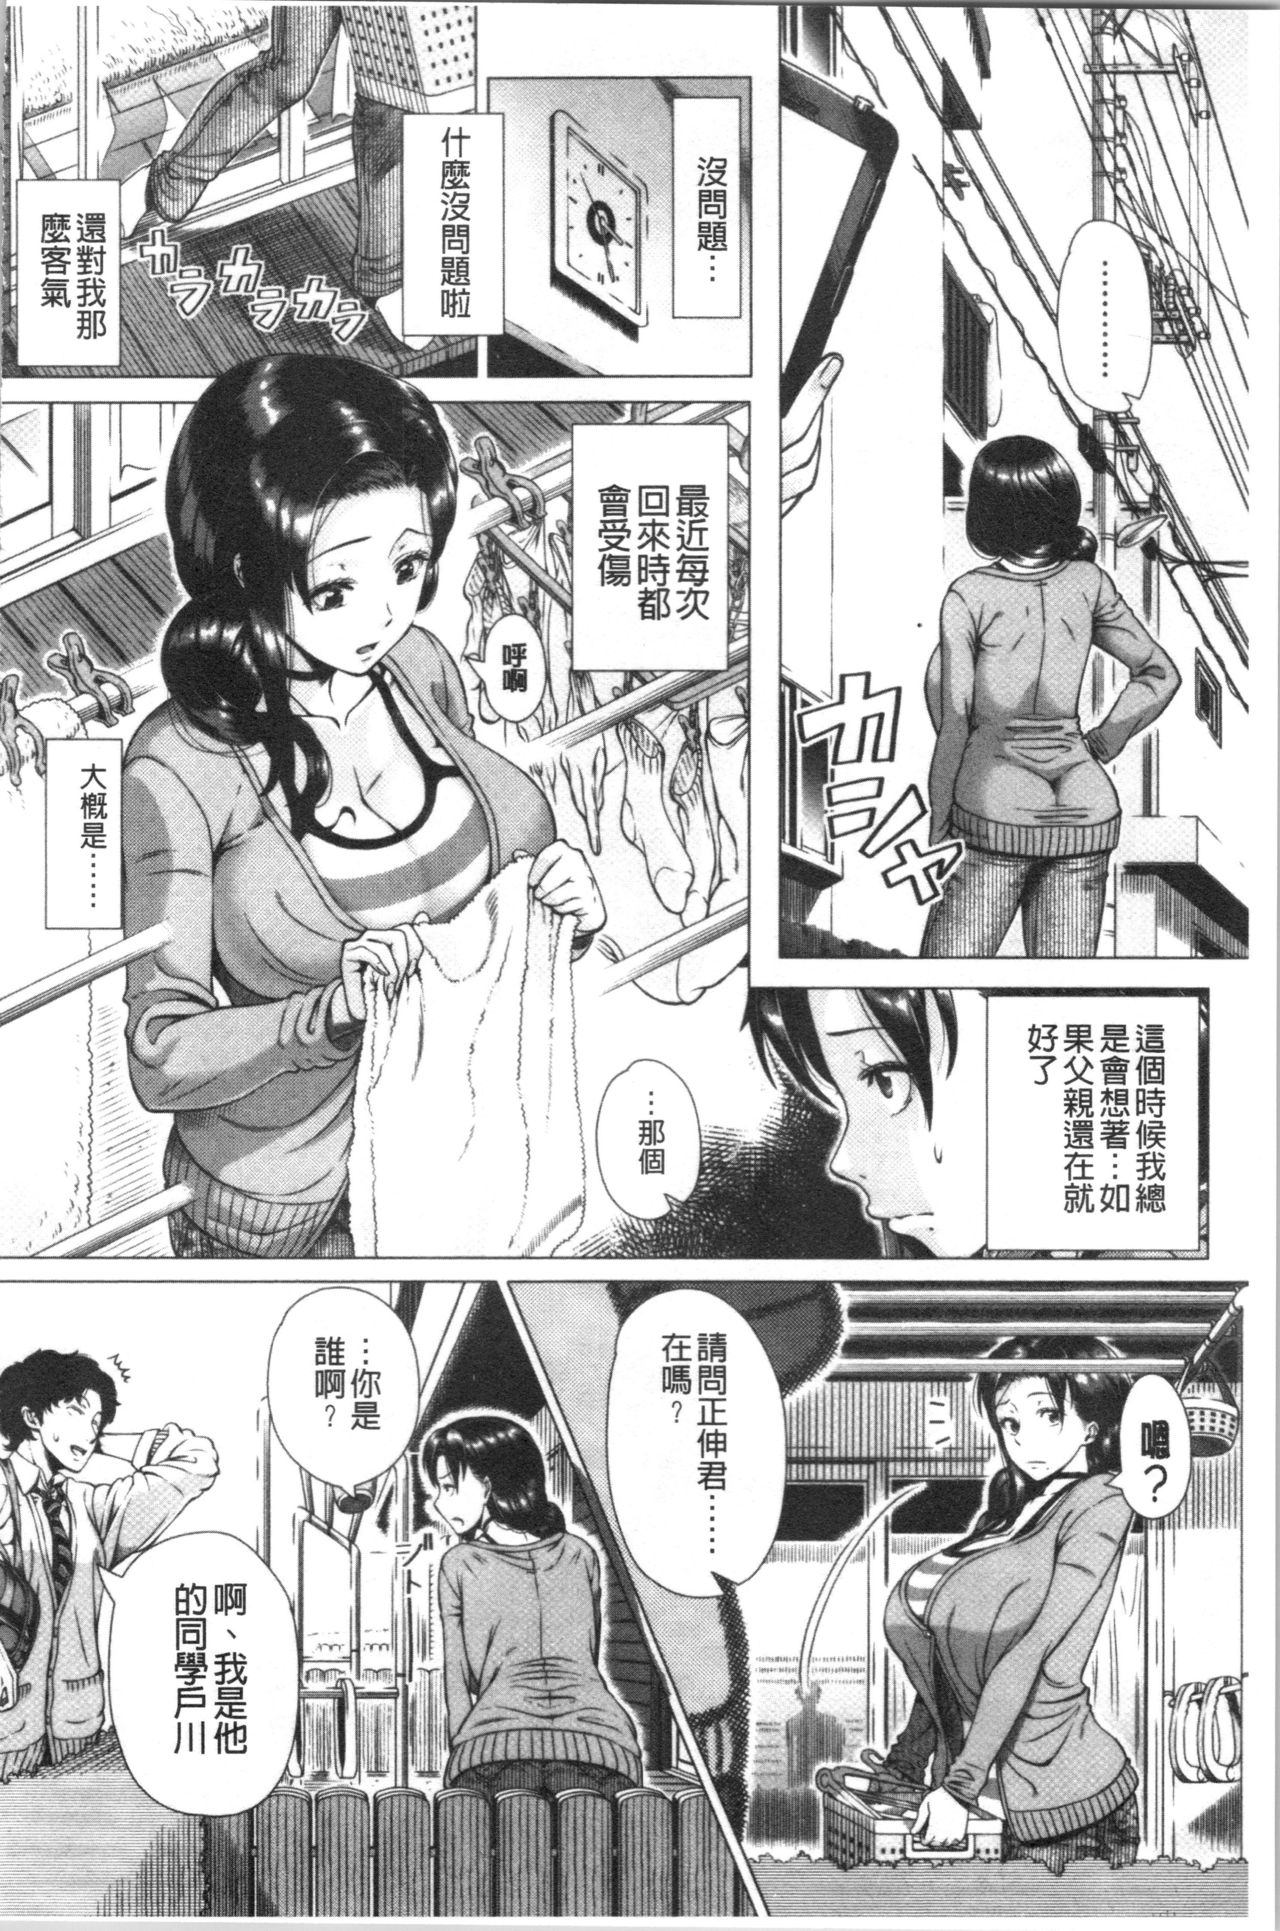 ………
カシャ
沒問題…
什麼沒問題啦
還對我那
麼客氣
カラ
カラ
カラ
最近每次
回來時都
會受傷
呼啊
大概是……
這個時候我總
是會想著…如
果父親還在就
好了
…那個
嗯？
請問正伸君……
在嗎？
…你是
誰啊？
啊、我是他
的同學戶川